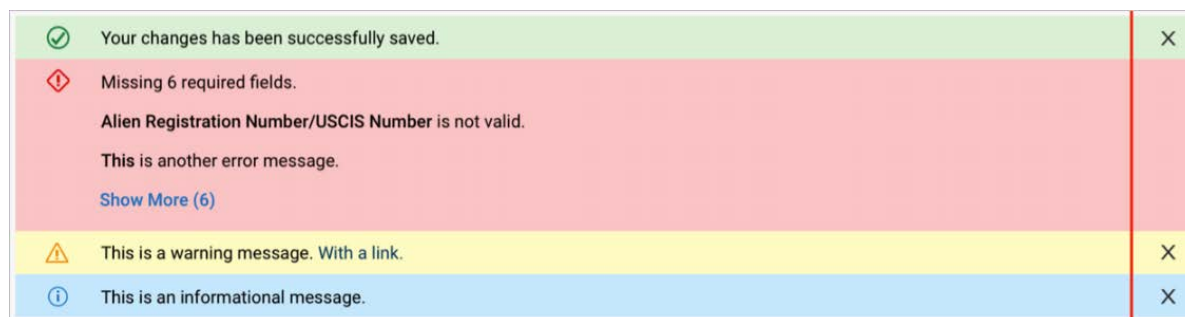 Your changes has been successfully saved.
Missing 6 required fields.
Alien Registration Number/USCIS Number is not valid.
This is another error message.
Show More (6)
This is a warning message. With a link.
This is an informational message.